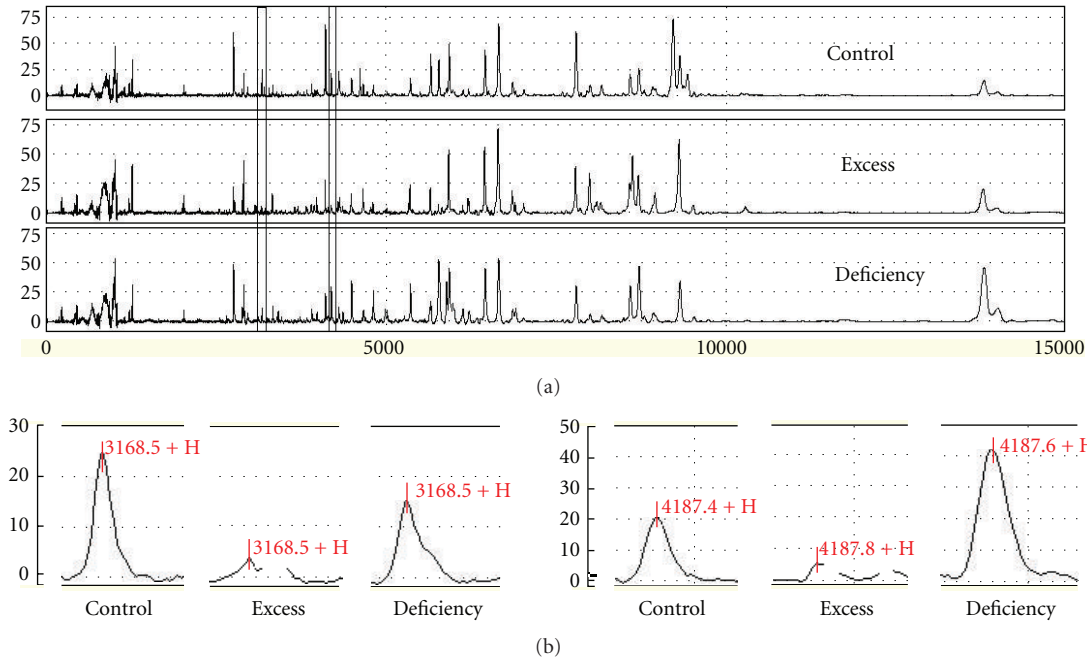 75
50
25
0
Control
75
50
25
0
Excess
75
50
25
0
Deficiency
0 5000 10000 15000
(a)
30
20
10
0
3168.5 + H
3168.5 + H
3168.5 + H
Control Excess Deficiency
50
40
30
20
10
0
4187.4 + H
4187.8 + H
4187.6 + H
Control Excess Deficiency
(b)